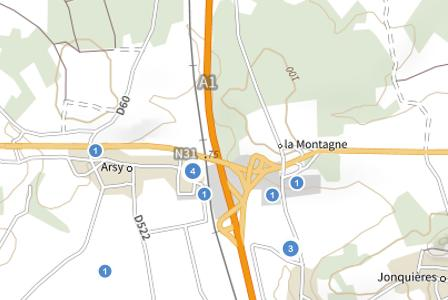 A1
100
D60
la Montagne
N31
75
1
Arsy
4
1
1
1
D522
3
1
Jonquières